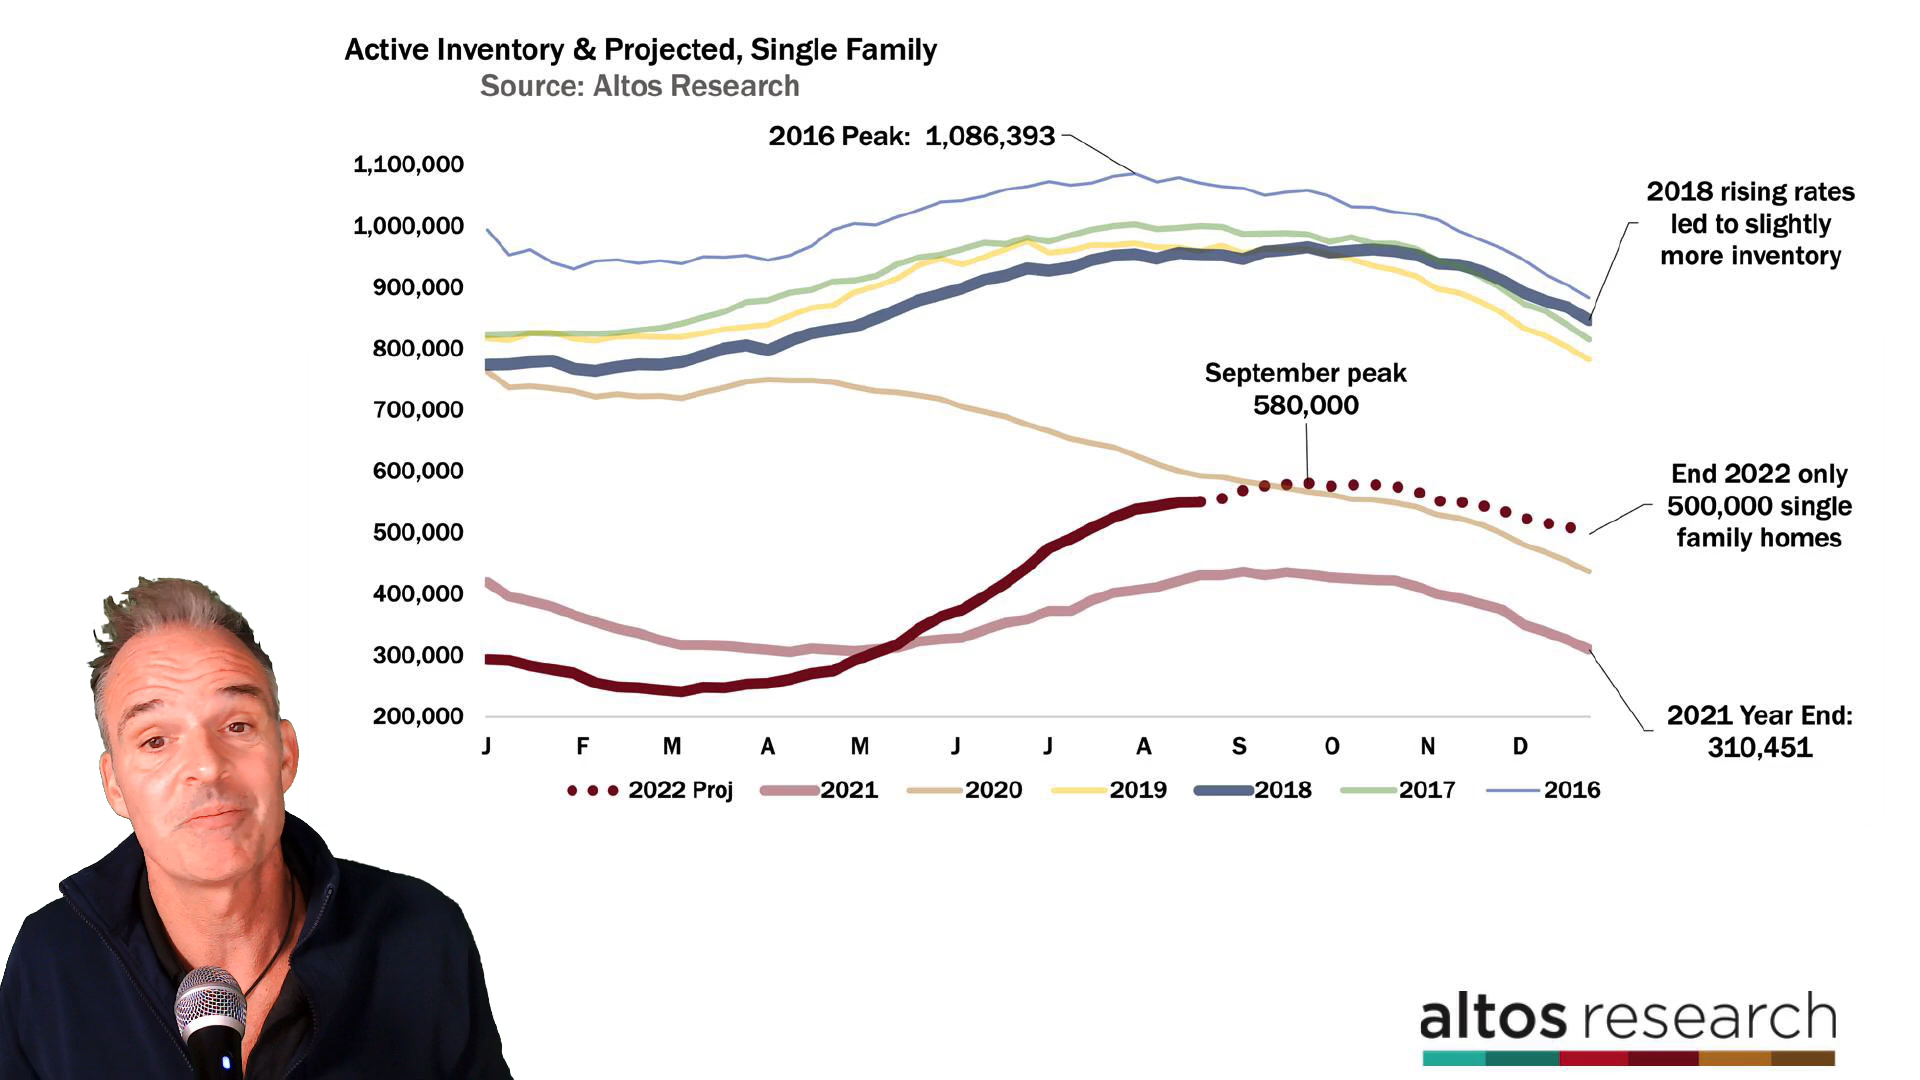 Active Inventory & Projected, Single Family
Source: Altos Research
2016 Peak: 1,086,393
1,100,000
1,000,000
900,000
800,000
700,000
600,000
500,000
400,000
300,000
200,000
2018 rising rates
led to slightly
more inventory
September peak
580,000
End 2022 only
500,000 single
family homes
2021 Year End:
310,451
J F M A M J J A S O N D
2022 Proj 2021 2020 2019 2018 2017 2016
altos research